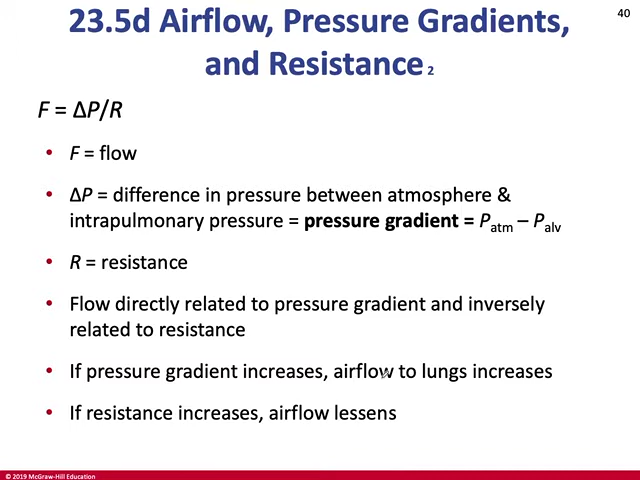 40
23.5d Airflow, Pressure Gradients,
and Resistance 2
F = ΔP/R
• F = flow
• ΔP = difference in pressure between atmosphere &
intrapulmonary pressure = pressure gradient = Patm – Palv
• R = resistance
• Flow directly related to pressure gradient and inversely
related to resistance
• If pressure gradient increases, airflow to lungs increases
• If resistance increases, airflow lessens
© 2019 McGraw-Hill Education